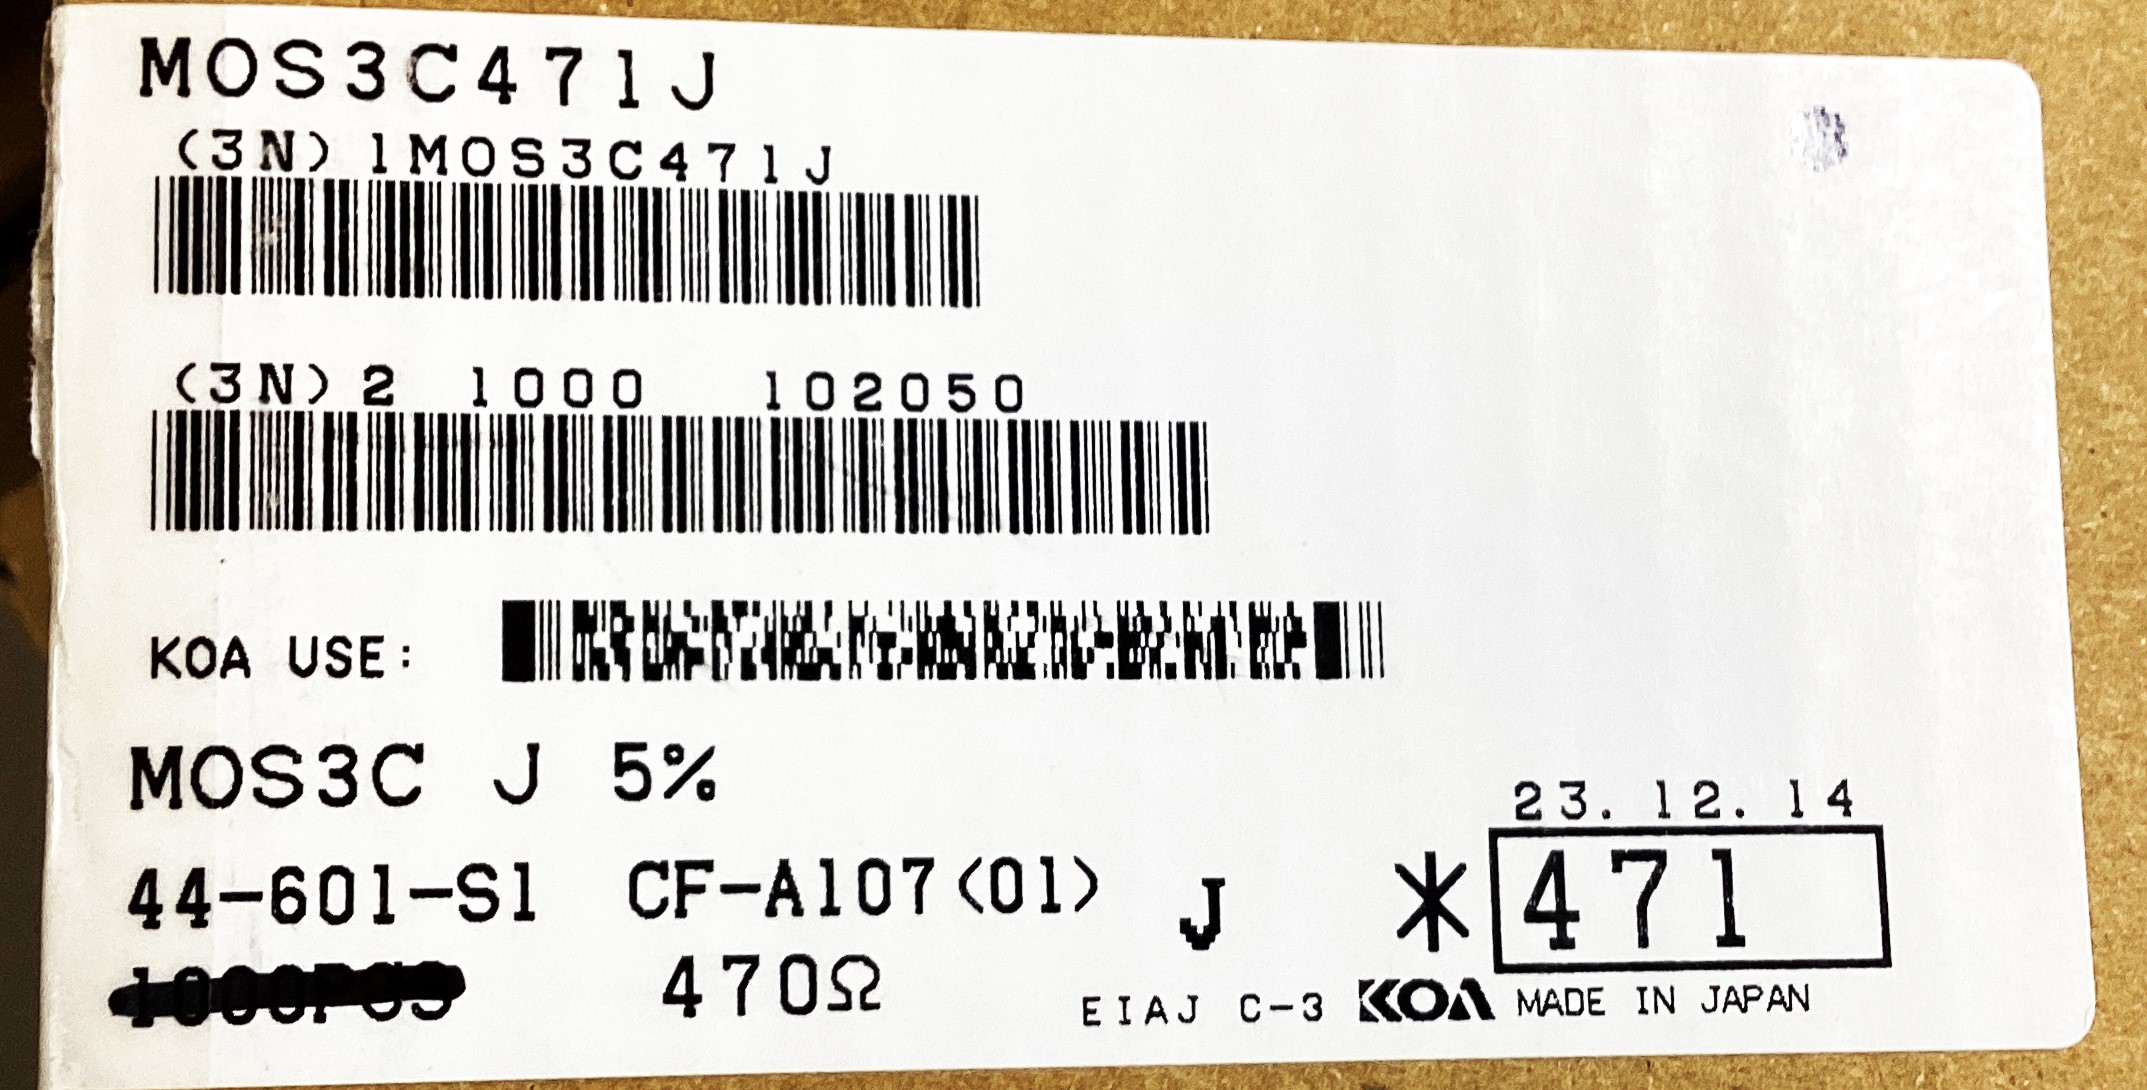 MOS3C471J
(3N)1MOS3C471J
(3N)2 1000 102050
KOA USE:
MOS3C J 5%
23.12.14
44-601-S1 CF-A107(01) J *471
1000PCS 470Ω
EIAJ C-3 KOA MADE IN JAPAN